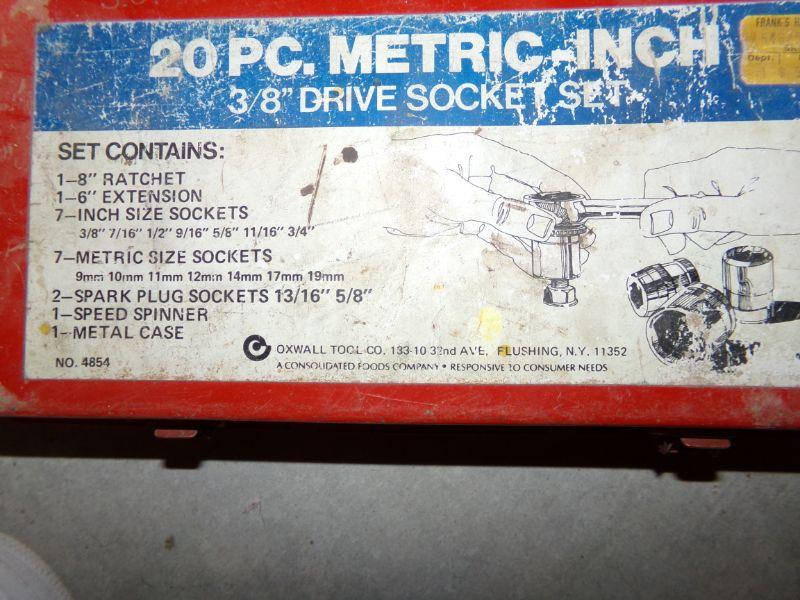 20 PC. METRIC-INCH
3/8" DRIVE SOCKET SET
FRANK'S
Dept.
SET CONTAINS:
1-8" RATCHET
1-6" EXTENSION
7-INCH SIZE SOCKETS
3/8" 7/16" 1/2" 9/16" 5/8" 11/16" 3/4"
7-METRIC SIZE SOCKETS
9mm 10mm 11mm 12mm 14mm 17mm 19mm
2-SPARK PLUG SOCKETS 13/16" 5/8"
1-SPEED SPINNER
1-METAL CASE
NO. 4854
OXWALL TOOL CO. 133-10 32nd AVE, FLUSHING, N.Y. 11352
A CONSOLIDATED FOODS COMPANY • RESPONSIVE TO CONSUMER NEEDS